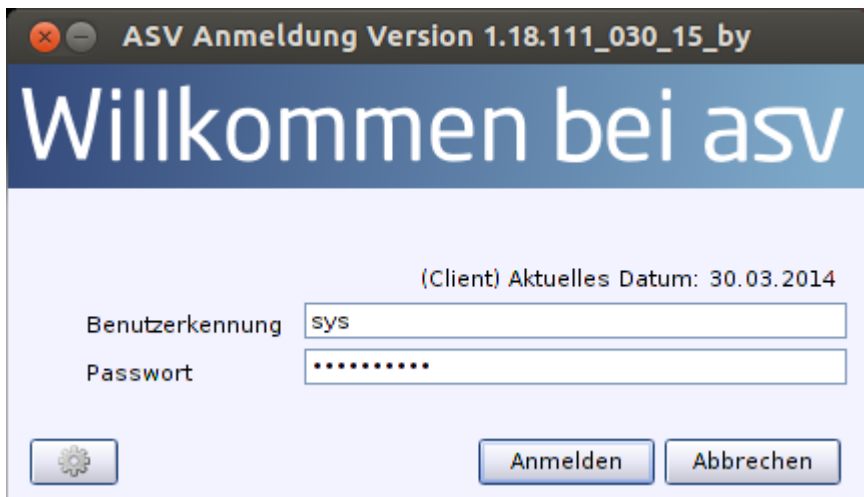 ASV Anmeldung Version 1.18.111_030_15_by
Willkommen bei asv
(Client) Aktuelles Datum: 30.03.2014
Benutzerkennung sys
Passwort ••••••••••
Anmelden Abbrechen